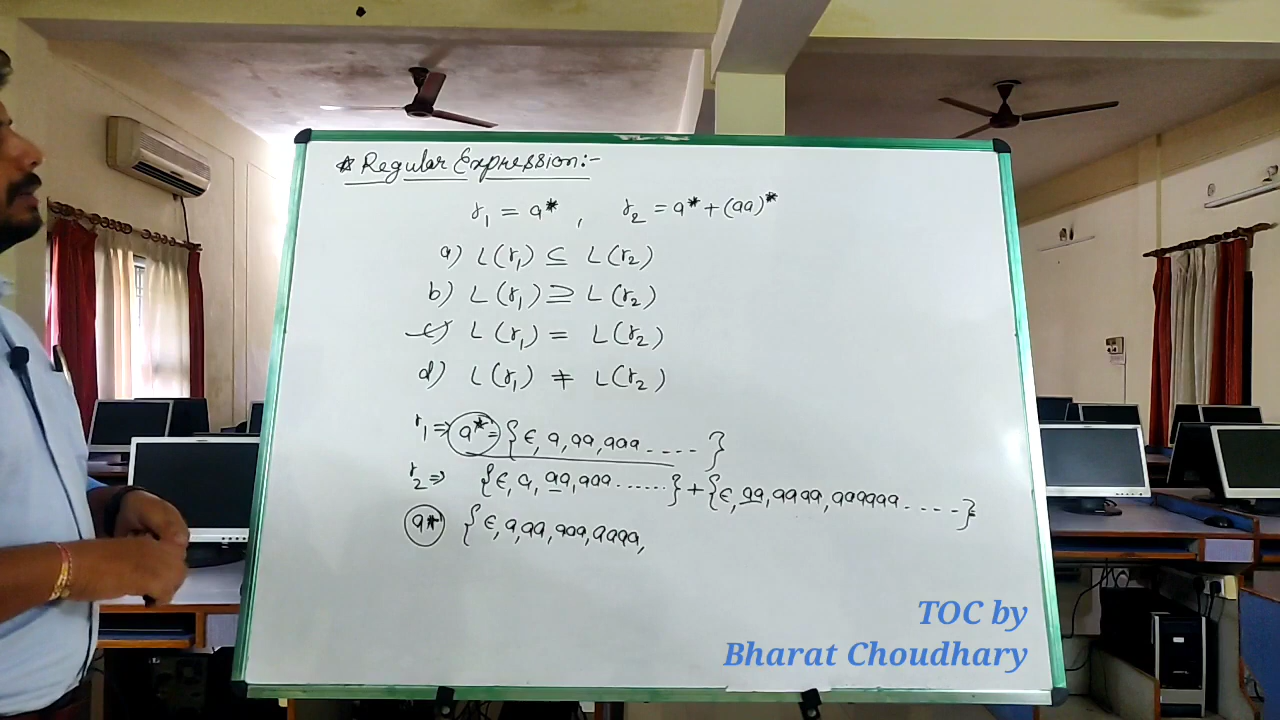 * Regular Expression:-
r₁ = a* , r₂ = a* + (aa)*
a) L(r₁) ⊆ L(r₂)
b) L(r₁) ⊇ L(r₂)
c) L(r₁) = L(r₂)
d) L(r₁) ≠ L(r₂)
r₁ ⇒ a* = {ϵ, a, aa, aaa .....}
r₂ ⇒ {ϵ, a, aa, aaa ......} + {ϵ, aa, aaaa, aaaaaa .....}
a* {ϵ, a, aa, aaa, aaaa,
TOC by
Bharat Choudhary